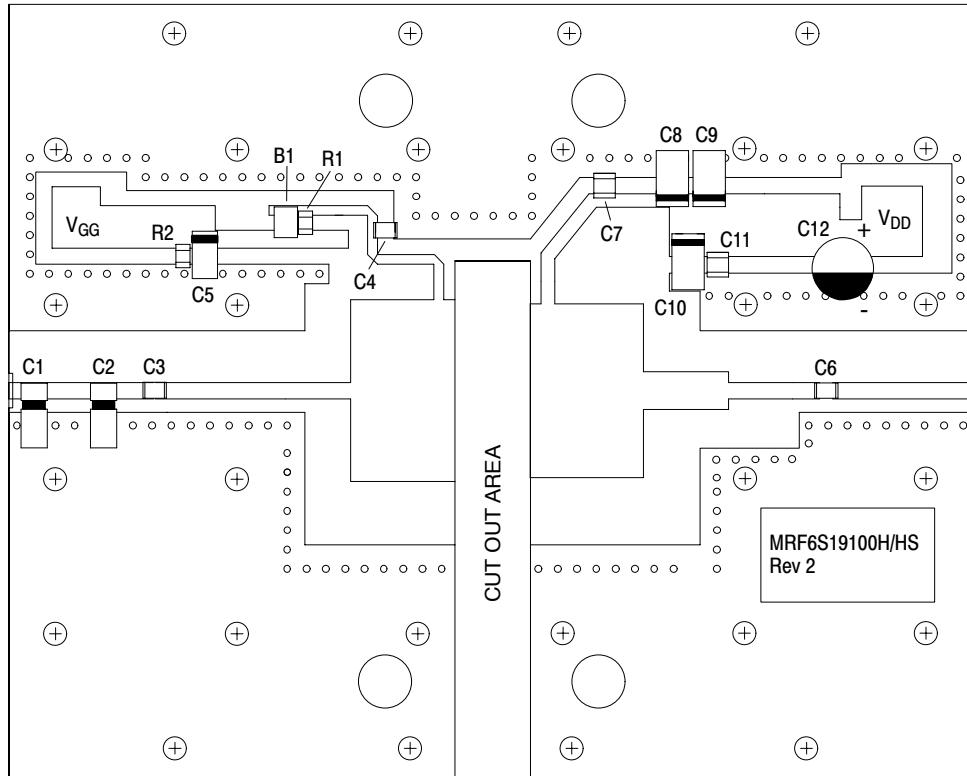 C8 C9
B1 R1
VGG
VDD
R2
C7
C12
+
C11
C4
C5
C10
-
C1 C2 C3
C6
CUT OUT AREA
MRF6S19100H/HS
Rev 2